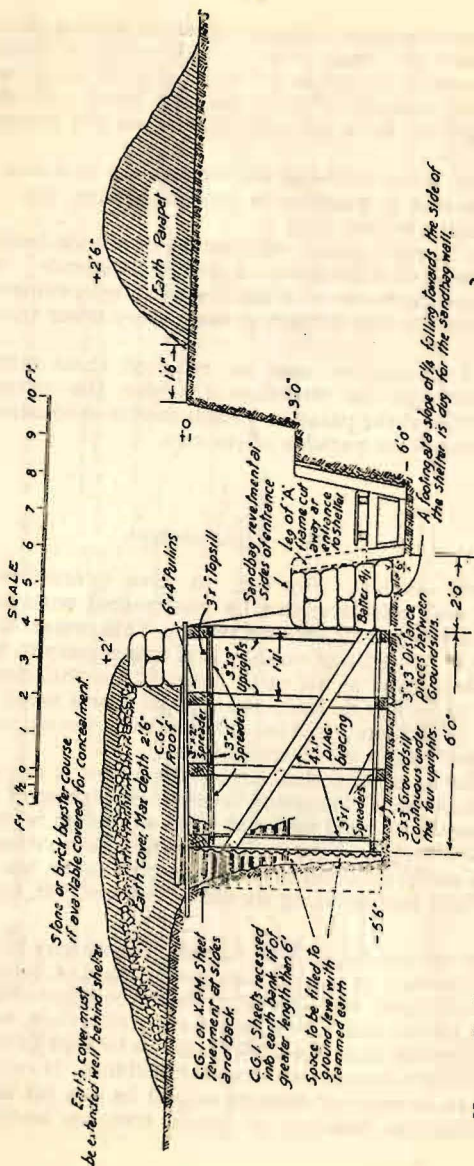 SCALE
Ft 1 ½ 0 1 2 3 4 5 6 7 8 9 10 Ft.
Stone or brick burster course
if available covered for concealment.
Earth cover must
be extended well behind shelter
+2'
Earth cover. Max depth 2'6"
C.G.I.
Roof
6"x4" Purlins
3"x1" Topsill
1'6"
+2'6"
Earth Parapet
±0
-3'0"
-6'0"
C.G.I. or X.P.M. Sheet
revetment at sides
and back
C.G.I. Sheets recessed
into earth bank, if of
greater length than 6'
Space to be filled to
ground level with
rammed earth
-5'6"
Spreader
3"x1"
Spreaders
3"x3"
Uprights
4"x1"
DIAG
bracing
3"x1"
Spreaders
Sandbag revetment at
sides of entrance
Leg of 'A'
frame cut
away at
entrance
to shelter
Batter 4/1
3"x3" Groundsill
Continuous under
the four uprights.
3"x3" Distance
pieces between
Groundsills.
6'0"
2'0"
A footing at a slope of ¼ falling towards the side of
the shelter is dug for the sandbag wall.